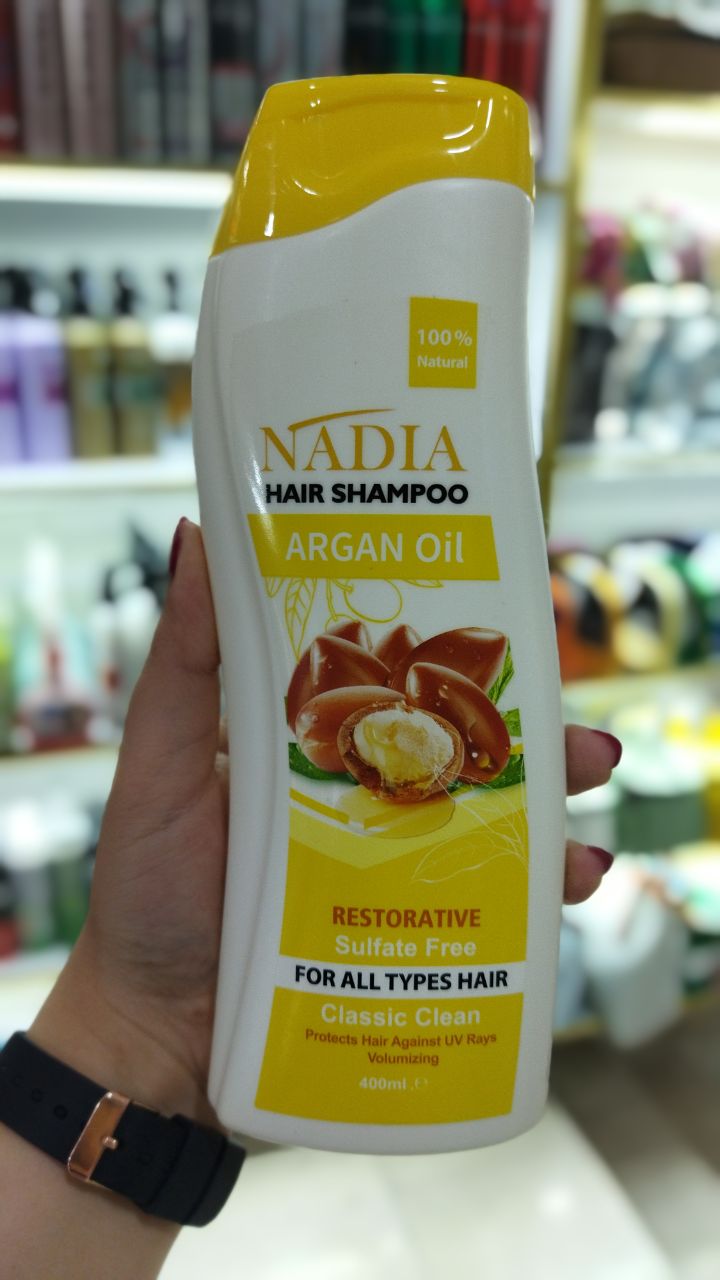 100%
Natural
NADIA
HAIR SHAMPOO
ARGAN Oil
RESTORATIVE
Sulfate Free
FOR ALL TYPES HAIR
Classic Clean
Protects Hair Against UV Rays
Volumizing
400ml .℮